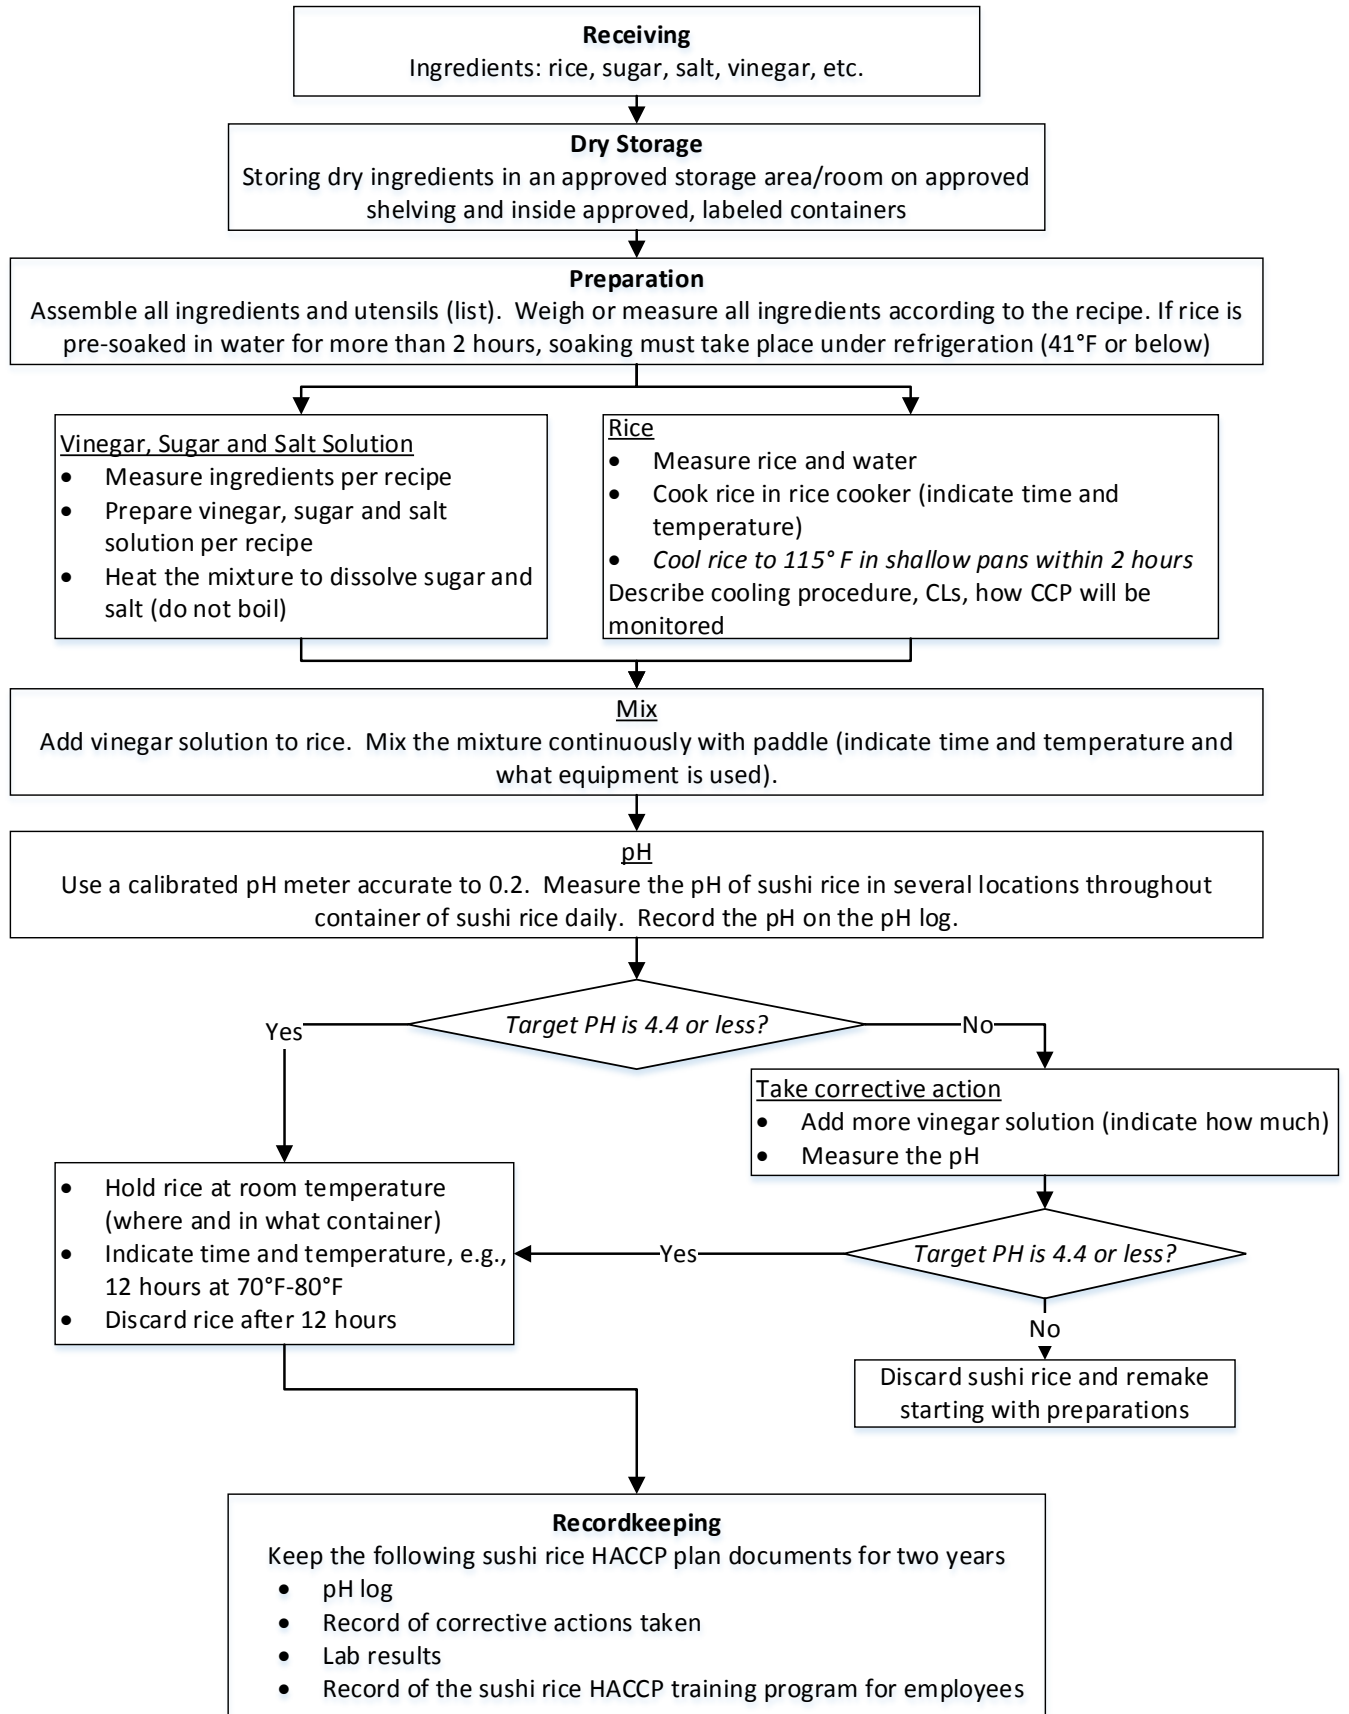 Receiving
Ingredients: rice, sugar, salt, vinegar, etc.
Dry Storage
Storing dry ingredients in an approved storage area/room on approved
shelving and inside approved, labeled containers
Preparation
Assemble all ingredients and utensils (list).  Weigh or measure all ingredients according to the recipe. If rice is
pre-soaked in water for more than 2 hours, soaking must take place under refrigeration (41°F or below)
Vinegar, Sugar and Salt Solution
• Measure ingredients per recipe
• Prepare vinegar, sugar and salt
solution per recipe
• Heat the mixture to dissolve sugar and
salt (do not boil)
Rice
• Measure rice and water
• Cook rice in rice cooker (indicate time and
temperature)
• Cool rice to 115° F in shallow pans within 2 hours
Describe cooling procedure, CLs, how CCP will be
monitored
Mix
Add vinegar solution to rice.  Mix the mixture continuously with paddle (indicate time and temperature and
what equipment is used).
pH
Use a calibrated pH meter accurate to 0.2.  Measure the pH of sushi rice in several locations throughout
container of sushi rice daily.  Record the pH on the pH log.
Target PH is 4.4 or less?
Yes
No
Take corrective action
• Add more vinegar solution (indicate how much)
• Measure the pH
• Hold rice at room temperature
(where and in what container)
• Indicate time and temperature, e.g.,
12 hours at 70°F-80°F
• Discard rice after 12 hours
Yes
Target PH is 4.4 or less?
No
Discard sushi rice and remake
starting with preparations
Recordkeeping
Keep the following sushi rice HACCP plan documents for two years
• pH log
• Record of corrective actions taken
• Lab results
• Record of the sushi rice HACCP training program for employees